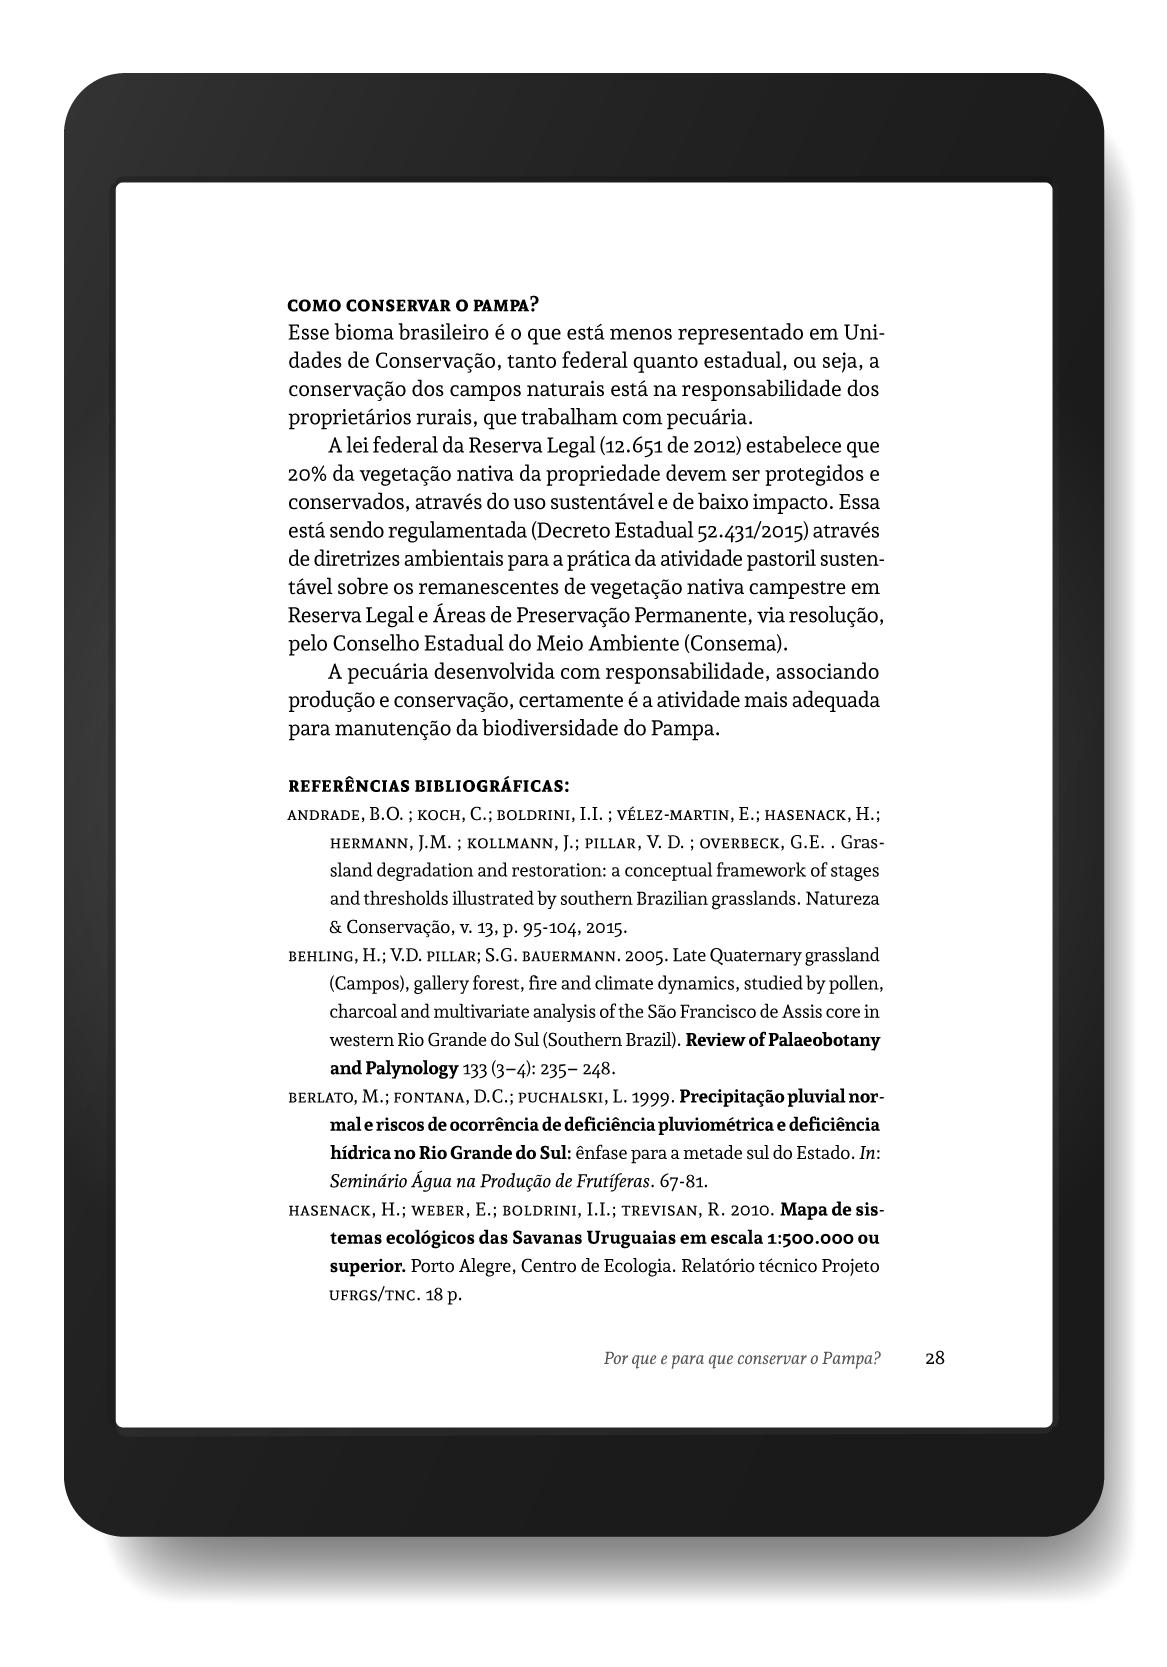 COMO CONSERVAR O PAMPA?
Esse bioma brasileiro é o que está menos representado em Uni-
dades de Conservação, tanto federal quanto estadual, ou seja, a
conservação dos campos naturais está na responsabilidade dos
proprietários rurais, que trabalham com pecuária.
A lei federal da Reserva Legal (12.651 de 2012) estabelece que
20% da vegetação nativa da propriedade devem ser protegidos e
conservados, através do uso sustentável e de baixo impacto. Essa
está sendo regulamentada (Decreto Estadual 52.431/2015) através
de diretrizes ambientais para a prática da atividade pastoril susten-
tável sobre os remanescentes de vegetação nativa campestre em
Reserva Legal e Áreas de Preservação Permanente, via resolução,
pelo Conselho Estadual do Meio Ambiente (Consema).
A pecuária desenvolvida com responsabilidade, associando
produção e conservação, certamente é a atividade mais adequada
para manutenção da biodiversidade do Pampa.
REFERÊNCIAS BIBLIOGRÁFICAS:
ANDRADE, B.O. ; KOCH, C.; BOLDRINI, I.I. ; VÉLEZ-MARTIN, E.; HASENACK, H.;
HERMANN, J.M. ; KOLLMANN, J.; PILLAR, V. D. ; OVERBECK, G.E. . Gras-
sland degradation and restoration: a conceptual framework of stages
and thresholds illustrated by southern Brazilian grasslands. Natureza
& Conservação, v. 13, p. 95-104, 2015.
BEHLING, H.; V.D. PILLAR; S.G. BAUERMANN. 2005. Late Quaternary grassland
(Campos), gallery forest, fire and climate dynamics, studied by pollen,
charcoal and multivariate analysis of the São Francisco de Assis core in
western Rio Grande do Sul (Southern Brazil). Review of Palaeobotany
and Palynology 133 (3–4): 235– 248.
BERLATO, M.; FONTANA, D.C.; PUCHALSKI, L. 1999. Precipitação pluvial nor-
mal e riscos de ocorrência de deficiência pluviométrica e deficiência
hídrica no Rio Grande do Sul: ênfase para a metade sul do Estado. In:
Seminário Água na Produção de Frutíferas. 67-81.
HASENACK, H.; WEBER, E.; BOLDRINI, I.I.; TREVISAN, R. 2010. Mapa de sis-
temas ecológicos das Savanas Uruguaias em escala 1:500.000 ou
superior. Porto Alegre, Centro de Ecologia. Relatório técnico Projeto
UFRGS/TNC. 18 p.
Por que e para que conservar o Pampa? 28